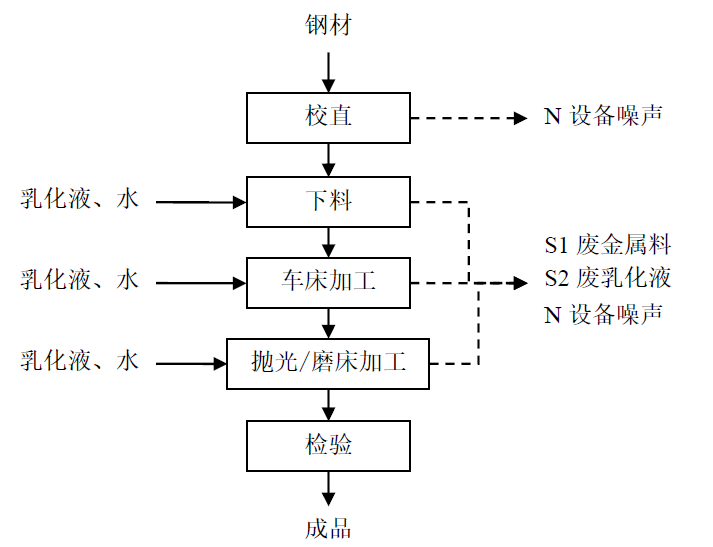 钢材
校直
N 设备噪声
乳化液、水
下料
S1 废金属料
乳化液、水
车床加工
S2 废乳化液
N 设备噪声
乳化液、水
抛光/磨床加工
检验
成品